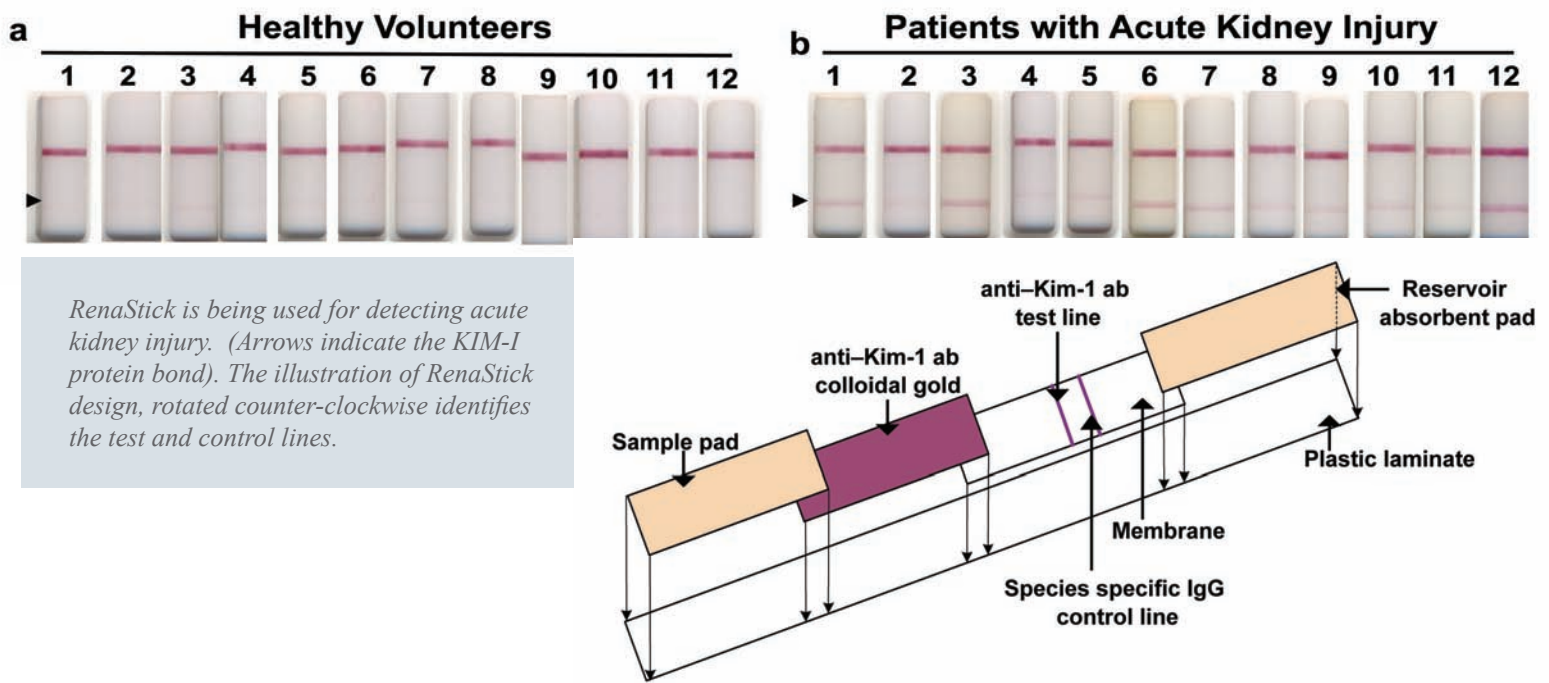 a
Healthy Volunteers
1 2 3 4 5 6 7 8 9 10 11 12
b
Patients with Acute Kidney Injury
1 2 3 4 5 6 7 8 9 10 11 12
RenaStick is being used for detecting acute
kidney injury. (Arrows indicate the KIM-I
protein bond). The illustration of RenaStick
design, rotated counter-clockwise identifies
the test and control lines.
Sample pad
anti–Kim-1 ab
colloidal gold
anti–Kim-1 ab
test line
Reservoir
absorbent pad
Plastic laminate
Membrane
Species specific IgG
control line